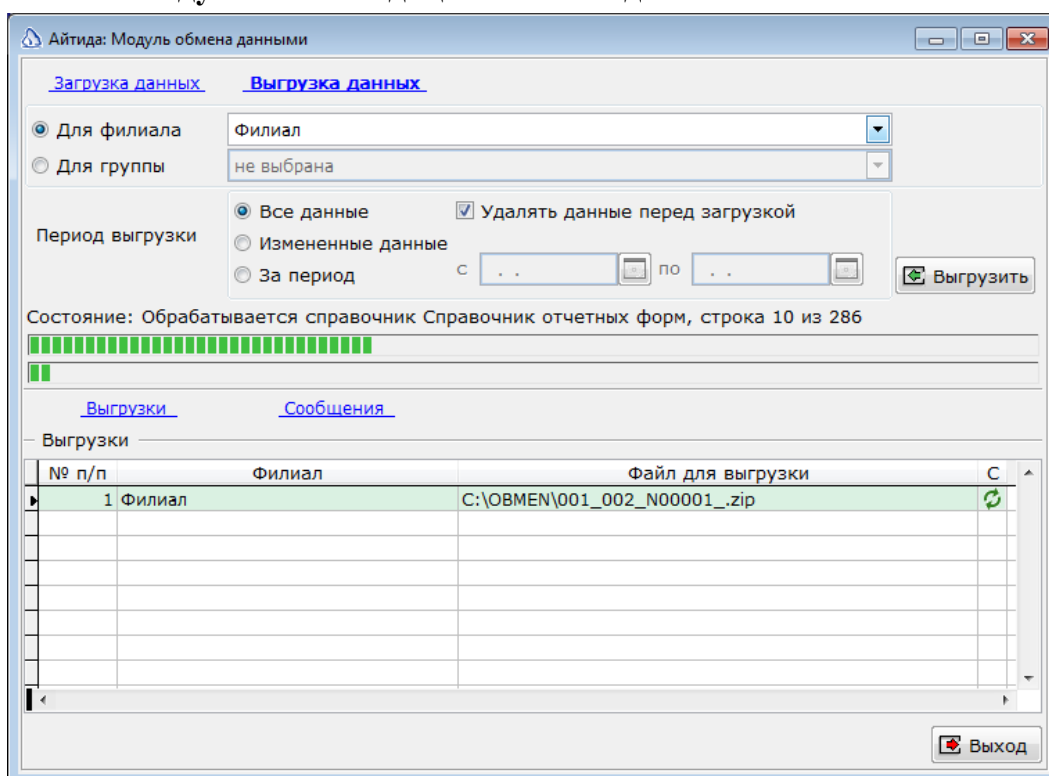 Айтида: Модуль обмена данными
Загрузка данных Выгрузка данных
Для филиала Филиал
Для группы не выбрана
Все данные Удалять данные перед загрузкой
Период выгрузки
Измененные данные
За период с . . по . .
Выгрузить
Состояние: Обрабатывается справочник Справочник отчетных форм, строка 10 из 286
Выгрузки Сообщения
Выгрузки
№ п/п Филиал Файл для выгрузки С
1 Филиал C:\OBMEN\001_002_N00001_.zip
Выход